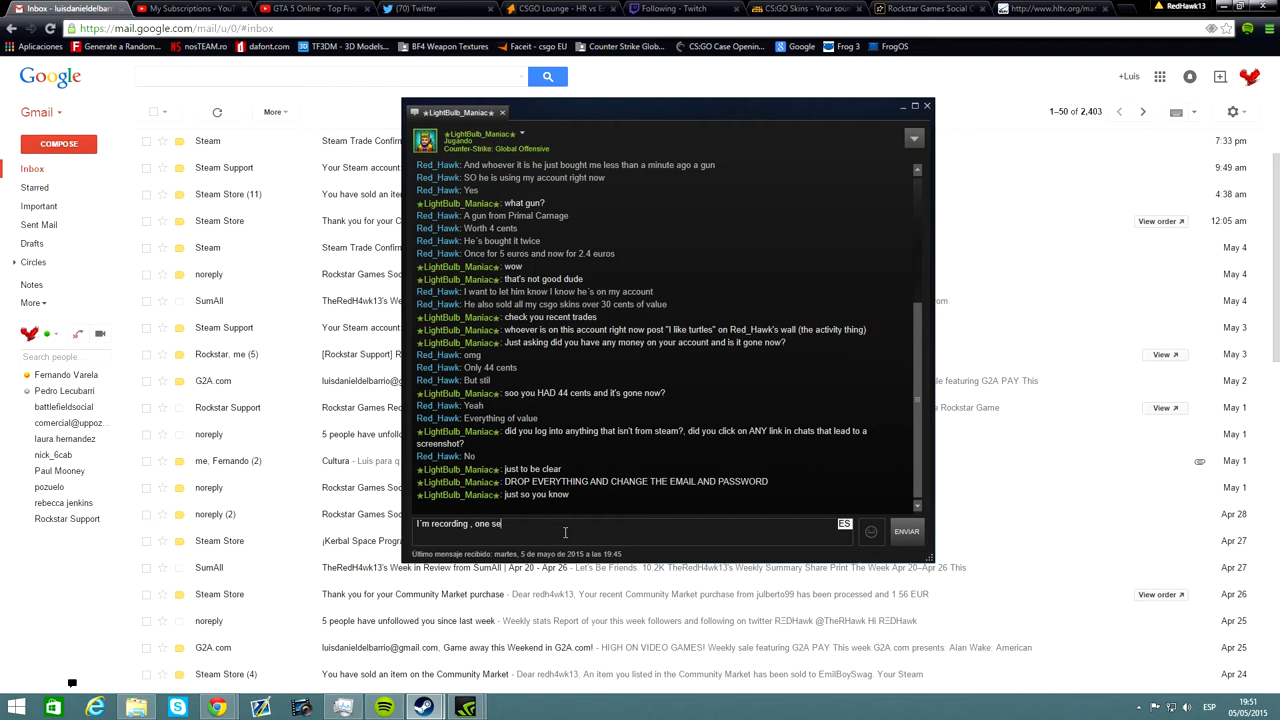 Inbox - luisdanieldelbarr
My Subscriptions - YouT
GTA 5 Online - Top Five
(70) Twitter
CSGO Lounge - HR vs E
Following - Twitch
CS:GO Skins - Your sour
Rockstar Games Social C
http://www.hltv.org/mat
RedHawk13
https://mail.google.com/mail/u/0/#inbox
Aplicaciones
Generate a Random
nosTEAM.ro
dafont.com
TF3DM - 3D Models
BF4 Weapon Textures
Faceit - csgo EU
Counter Strike Glob
CS:GO Case Openin
Google
Frog 3
FrogOS
Google
+Luis
Gmail
More
1–50 of 2,403
COMPOSE
Inbox
Starred
Important
Sent Mail
Drafts
Circles
Notes
More
Search people...
Fernando Varela
Pedro Lecubarri
battlefieldsocial
comercial@uppoz...
laura.hernandez
nick_6cab
Paul Mooney
pozuelo
rebecca.jenkins
Rockstar Support
Steam Steam Trade Confirm 7:33 pm
Steam Support Your Steam account 9:49 am
Steam Store (11) You have sold an item 4:38 am
Steam Store Thank you for your C View order 12:05 am
Steam Steam Trade Confirm May 4
noreply Rockstar Games Soc May 4
SumAll TheRedH4wk13's We om. May 4
Steam Support Your Steam account May 4
Rockstar, me (5) [Rockstar Support] R View May 3
G2A.com luisdanieldelbarrio@g le featuring G2A PAY This May 2
Rockstar Support Rockstar Games Rec e Rockstar Game View May 1
noreply 5 people have unfollo May 1
me, Fernando (2) Cultura - Luis para q May 1
noreply Rockstar Games Soc May 1
noreply (2) Apr 28
Steam Store ¡Kerbal Space Progra Apr 27
SumAll TheRedH4wk13's Week in Review from SumAll | Apr 20 - Apr 26 - Let's Be Friends. 10.2K TheRedH4wk13's Weekly Summary Share Print The Week Apr 20–Apr 26 This Apr 27
Steam Store Thank you for your Community Market purchase - Dear redh4wk13, Your recent Community Market purchase from julberto99 has been processed and 1.56 EUR View order Apr 26
noreply 5 people have unfollowed you since last week - Weekly stats Report of your this week followers and following on twitter RΞDHawk @TheRHawk Hi RΞDHawk Apr 25
G2A.com luisdanieldelbarrio@gmail.com, Game away this Weekend in G2A.com! - HIGH ON VIDEO GAMES! Weekly sale featuring G2A PAY This week G2A.com presents: Alan Wake: American Apr 25
Steam Store (4) You have sold an item on the Community Market - An item you listed in the Community Market has been sold to EmilBoySwag. Your Steam Apr 24
★LightBulb_Maniac★
★LightBulb_Maniac★
Jugando
Counter-Strike: Global Offensive
Red_Hawk: And whoever it is he just bought me less than a minute ago a gun
Red_Hawk: SO he is using my account right now
Red_Hawk: Yes
★LightBulb_Maniac★: what gun?
Red_Hawk: A gun from Primal Carnage
Red_Hawk: Worth 4 cents
Red_Hawk: He´s bought it twice
Red_Hawk: Once for 5 euros and now for 2.4 euros
★LightBulb_Maniac★: wow
★LightBulb_Maniac★: that's not good dude
Red_Hawk: I want to let him know I know he´s on my account
Red_Hawk: He also sold all my csgo skins over 30 cents of value
★LightBulb_Maniac★: check you recent trades
★LightBulb_Maniac★: whoever is on this account right now post "I like turtles" on Red_Hawk's wall (the activity thing)
★LightBulb_Maniac★: Just asking did you have any money on your account and is it gone now?
Red_Hawk: omg
Red_Hawk: Only 44 cents
Red_Hawk: But stil
★LightBulb_Maniac★: soo you HAD 44 cents and it's gone now?
Red_Hawk: Yeah
Red_Hawk: Everything of value
★LightBulb_Maniac★: did you log into anything that isn't from steam?, did you click on ANY link in chats that lead to a
screenshot?
Red_Hawk: No
★LightBulb_Maniac★: just to be clear
★LightBulb_Maniac★: DROP EVERYTHING AND CHANGE THE EMAIL AND PASSWORD
★LightBulb_Maniac★: just so you know
I´m recording , one se
ES
ENVIAR
Último mensaje recibido: martes, 5 de mayo de 2015 a las 19:45
ESP
19:51
05/05/2015